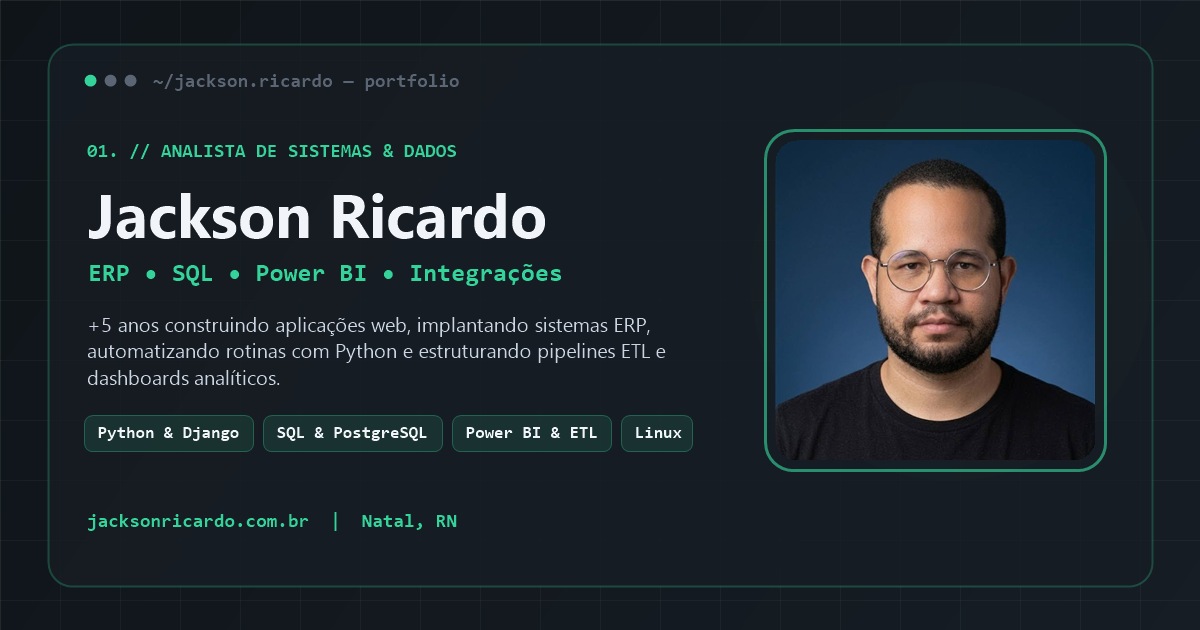 ~/jackson.ricardo — portfolio
01. // ANALISTA DE SISTEMAS & DADOS
Jackson Ricardo
ERP • SQL • Power BI • Integrações
+5 anos construindo aplicações web, implantando sistemas ERP,
automatizando rotinas com Python e estruturando pipelines ETL e
dashboards analíticos.
Python & Django SQL & PostgreSQL Power BI & ETL Linux
jacksonricardo.com.br | Natal, RN